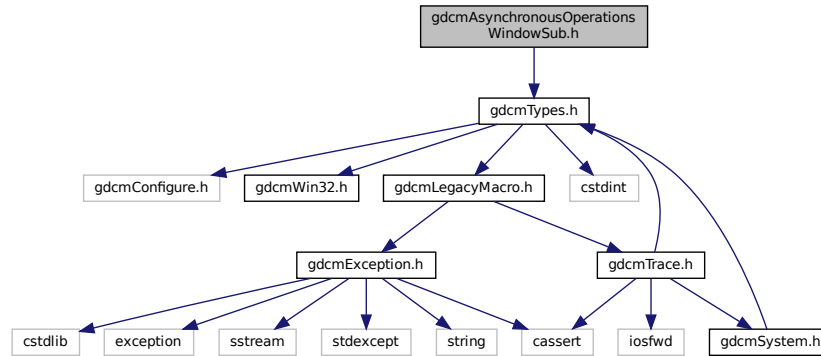 gdcmAsynchronousOperations
WindowSub.h
gdcmTypes.h
gdcmConfigure.h
gdcmWin32.h
gdcmLegacyMacro.h
cstdint
gdcmException.h
gdcmTrace.h
cstdlib
exception
sstream
stdexcept
string
cassert
iosfwd
gdcmSystem.h